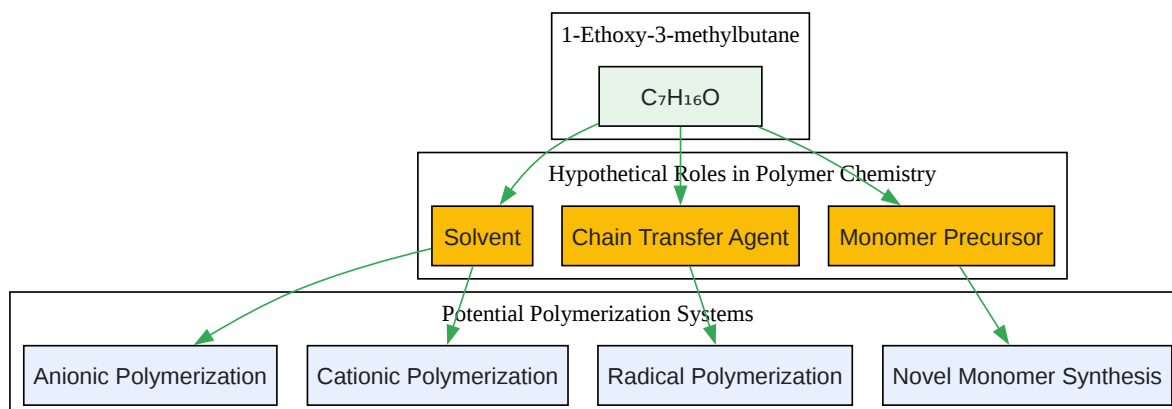 1-Ethoxy-3-methylbutane
C₇H₁₆O
Hypothetical Roles in Polymer Chemistry
Solvent
Chain Transfer Agent
Monomer Precursor
Potential Polymerization Systems
Anionic Polymerization
Cationic Polymerization
Radical Polymerization
Novel Monomer Synthesis